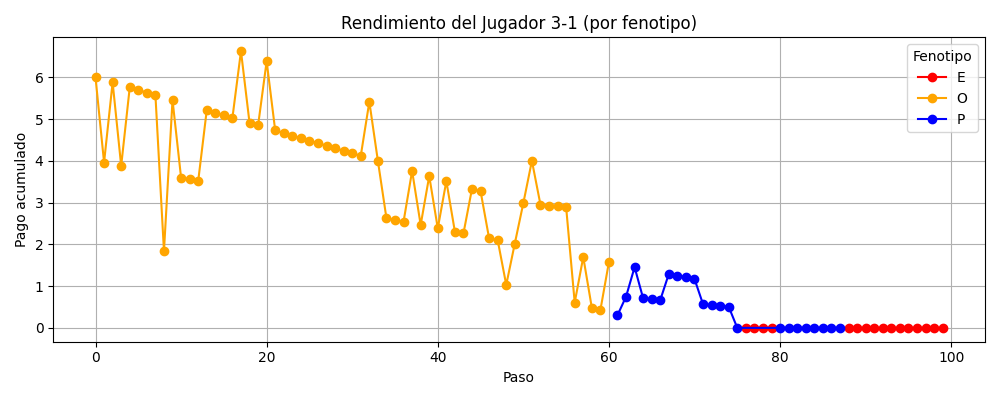 Rendimiento del Jugador 3-1 (por fenotipo)
Fenotipo
E
O
P
Pago acumulado
6
5
4
3
2
1
0
0 20 40 60 80 100
Paso